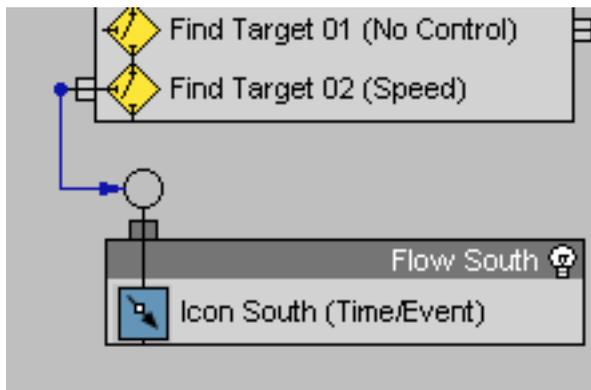 Find Target 01 (No Control)
Find Target 02 (Speed)
Flow South
Icon South (Time/Event)